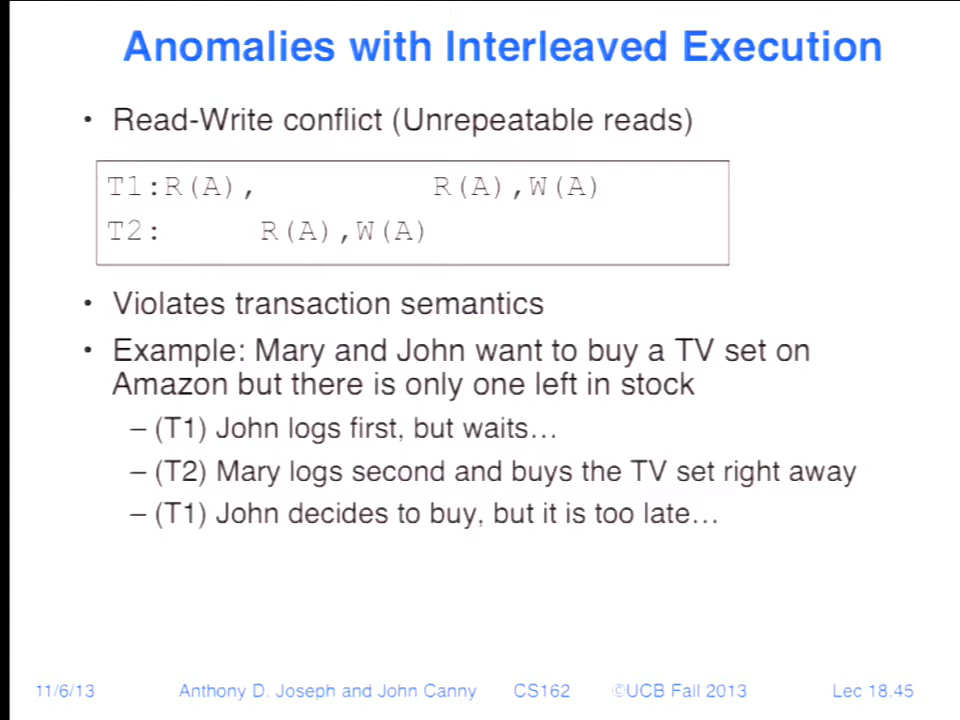 Anomalies with Interleaved Execution
• Read-Write conflict (Unrepeatable reads)
T1:R(A), R(A),W(A)
T2: R(A),W(A)
• Violates transaction semantics
• Example: Mary and John want to buy a TV set on
Amazon but there is only one left in stock
– (T1) John logs first, but waits…
– (T2) Mary logs second and buys the TV set right away
– (T1) John decides to buy, but it is too late…
11/6/13 Anthony D. Joseph and John Canny CS162 ©UCB Fall 2013 Lec 18.45